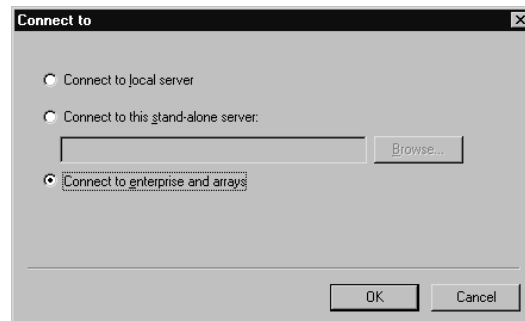 Connect to
Connect to local server
Connect to this stand-alone server:
Browse...
Connect to enterprise and arrays
OK Cancel